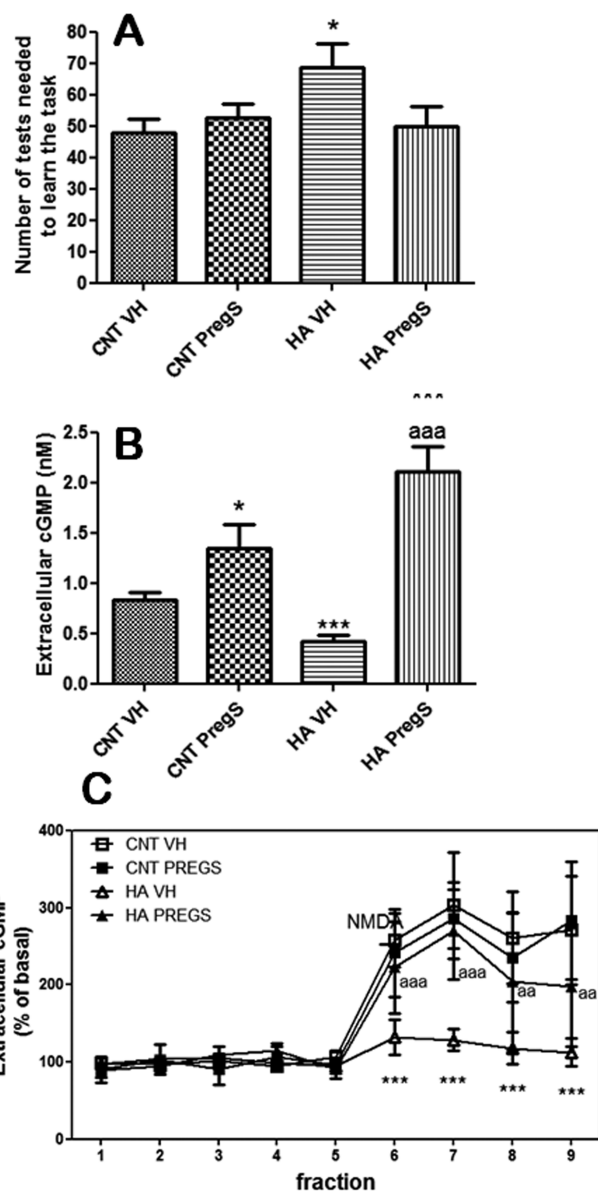 A
*
80
70
60
50
40
30
20
10
0
Number of tests needed
to learn the task
CNT VH
CNT PregS
HA VH
HA PregS
B
aaa
*
***
2.5
2.0
1.5
1.0
0.5
0.0
Extracellular cGMP (nM)
CNT VH
CNT PregS
HA VH
HA PregS
C
400
300
200
100
0
Extracellular
(% of basal)
CNT VH
CNT PREGS
HA VH
HA PREGS
NMDA
aaa
aaa
aa
aa
***
***
***
***
1 2 3 4 5 6 7 8 9
fraction